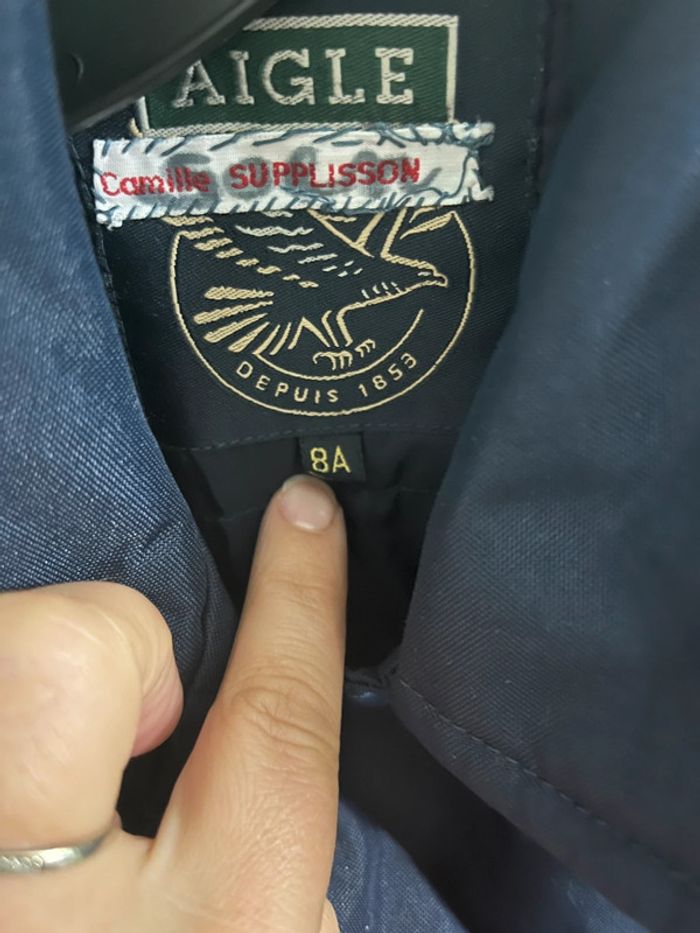 AIGLE
Camille SUPPLISSON
DEPUIS 1853
8A